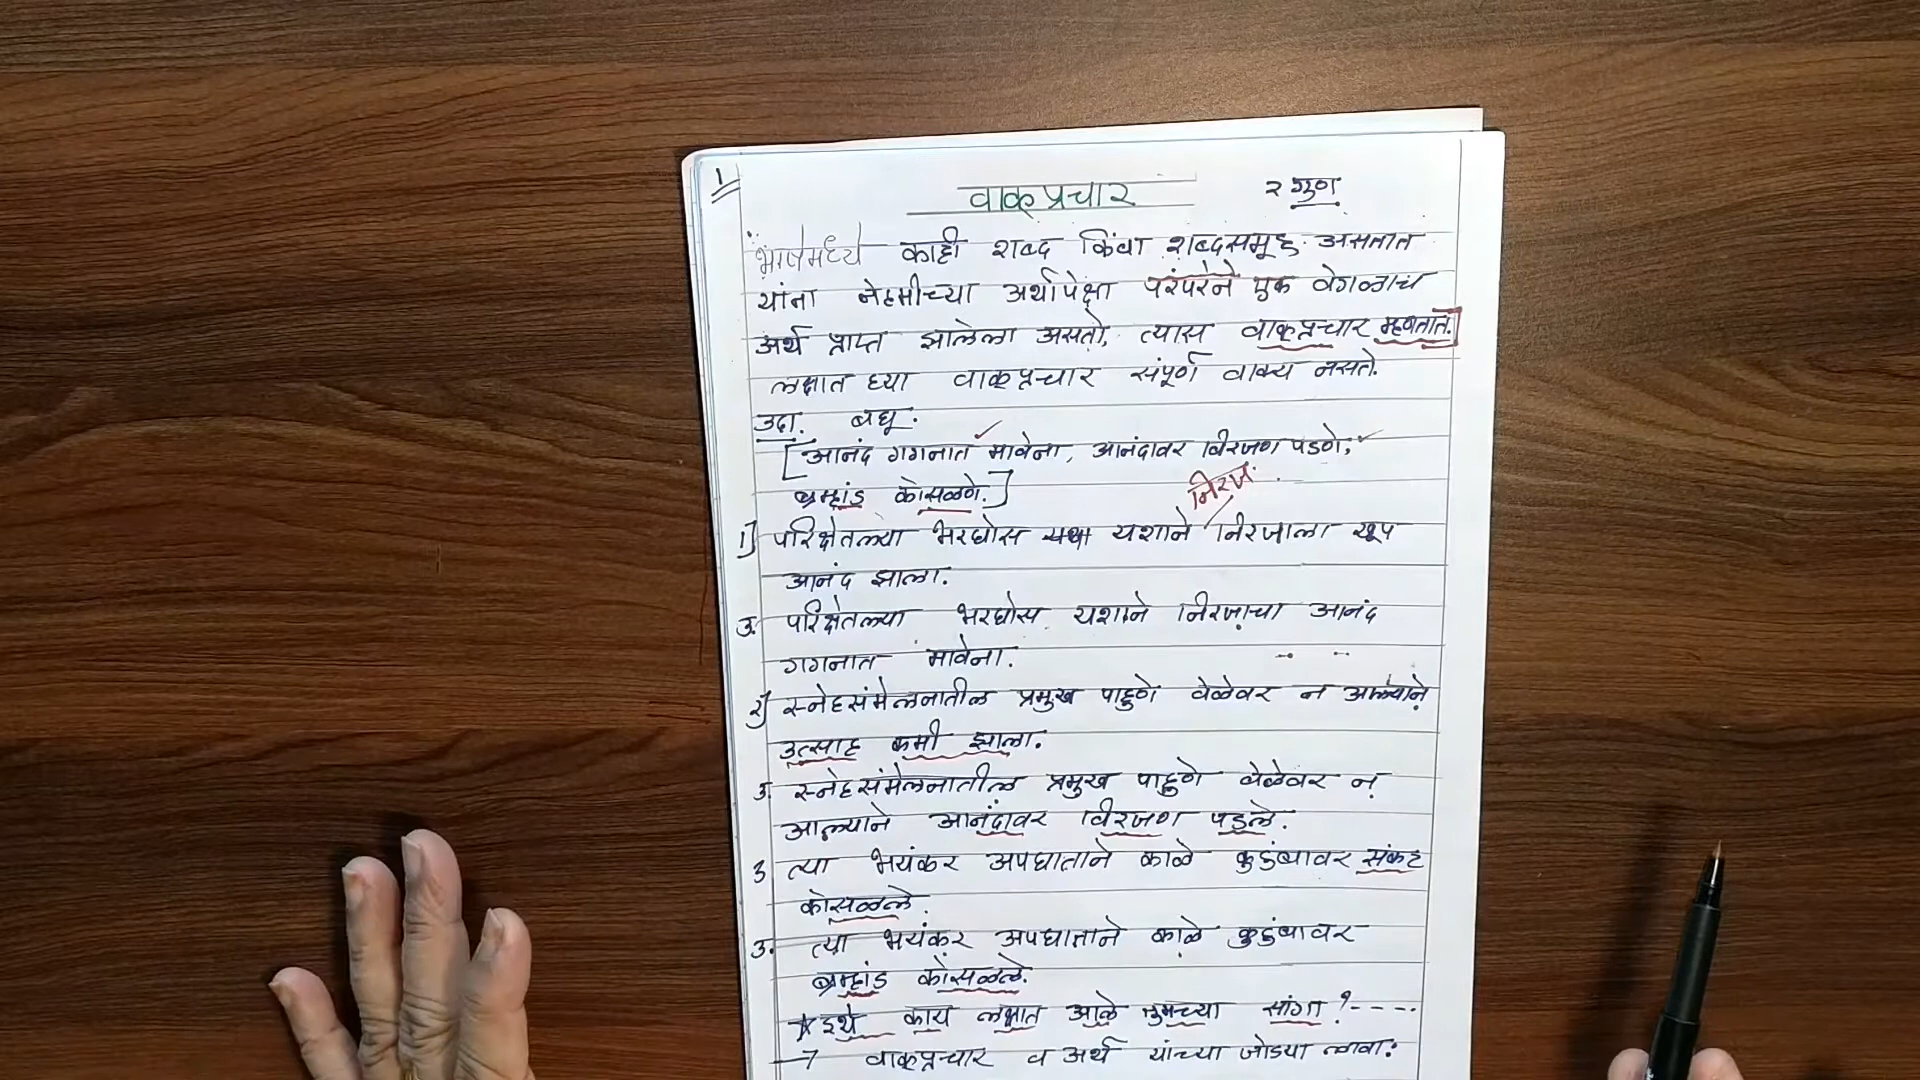 1
वाक्प्रचार २ गुण
भाषेमध्ये काही शब्द किंवा शब्दसमूह असतात
यांना नेहमीच्या अर्थापेक्षा परंपरेने एक वेगळाच
अर्थ प्राप्त झालेला असतो, त्यास वाक्प्रचार म्हणतात.]
लक्षात घ्या वाक्प्रचार संपूर्ण वाक्य नसते.
उदा. बघू.
[आनंद गगनात मावेना, आनंदावर विरजण पडणे,
ब्रम्हांड कोसळणे.]
निरज
1] परिक्षेतल्या भरघोस यशाने निरजाला खूप
आनंद झाला.
उ. परिक्षेतल्या भरघोस यशाने निरजाचा आनंद
गगनात मावेना.
२] स्नेहसंमेलनातील प्रमुख पाहुणे वेळेवर न आल्याने
उत्साह कमी झाला.
उ. स्नेहसंमेलनातील प्रमुख पाहुणे वेळेवर न
आल्याने आनंदावर विरजण पडले.
3 त्या भयंकर अपघाताने काळे कुटुंबावर संकट
कोसळले.
उ. त्या भयंकर अपघाताने काळे कुटुंबावर
ब्रम्हांड कोसळले.
★ इथे काय लक्षात आले तुमच्या सांगा ?----
→ वाक्प्रचार व अर्थ यांच्या जोडया लावा: